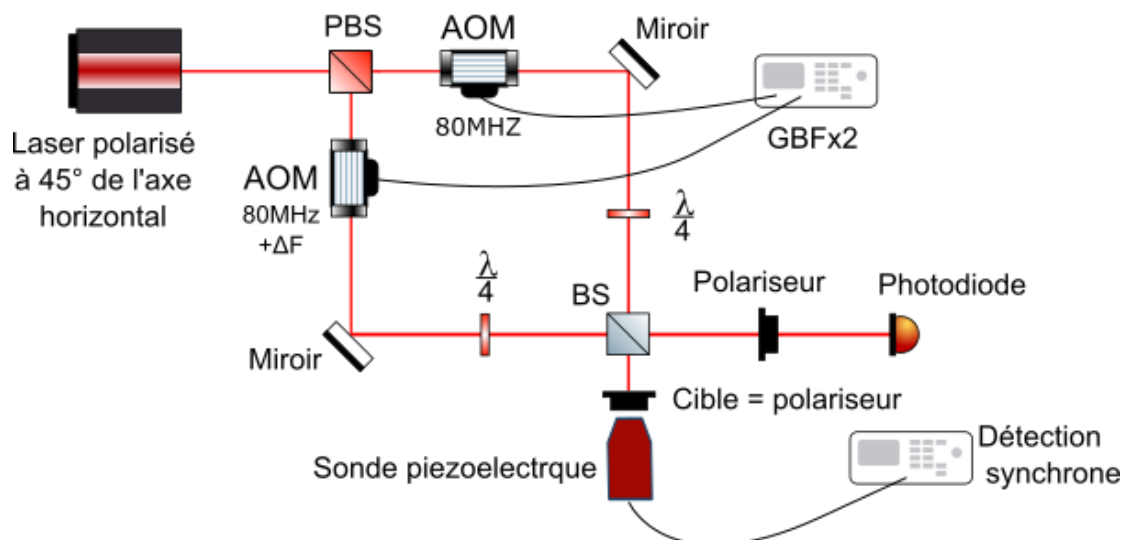 PBS
AOM
Miroir
80MHZ
GBFx2
Laser polarisé
à 45° de l'axe
horizontal
AOM
80MHz
+ΔF
λ
4
λ
4
BS
Polariseur
Photodiode
Miroir
Cible = polariseur
Sonde piezoelectrque
Détection
synchrone